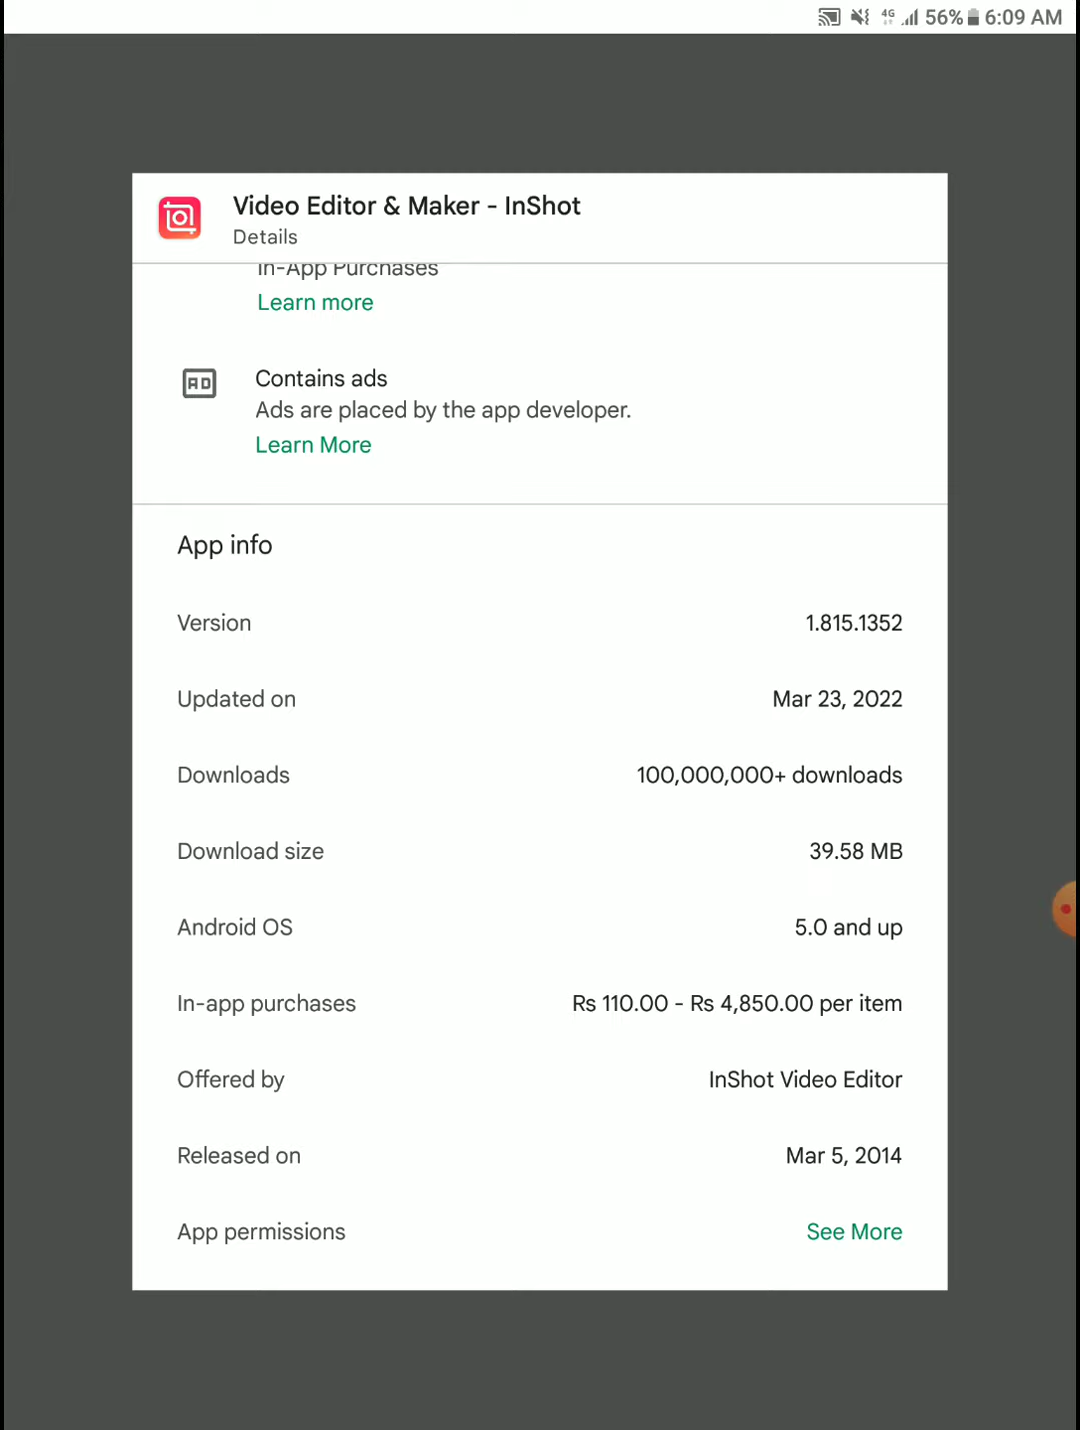 4G 56% 6:09 AM
Video Editor & Maker - InShot
Details
In-App Purchases
Learn more
AD
Contains ads
Ads are placed by the app developer.
Learn More
App info
Version 1.815.1352
Updated on Mar 23, 2022
Downloads 100,000,000+ downloads
Download size 39.58 MB
Android OS 5.0 and up
In-app purchases Rs 110.00 - Rs 4,850.00 per item
Offered by InShot Video Editor
Released on Mar 5, 2014
App permissions See More